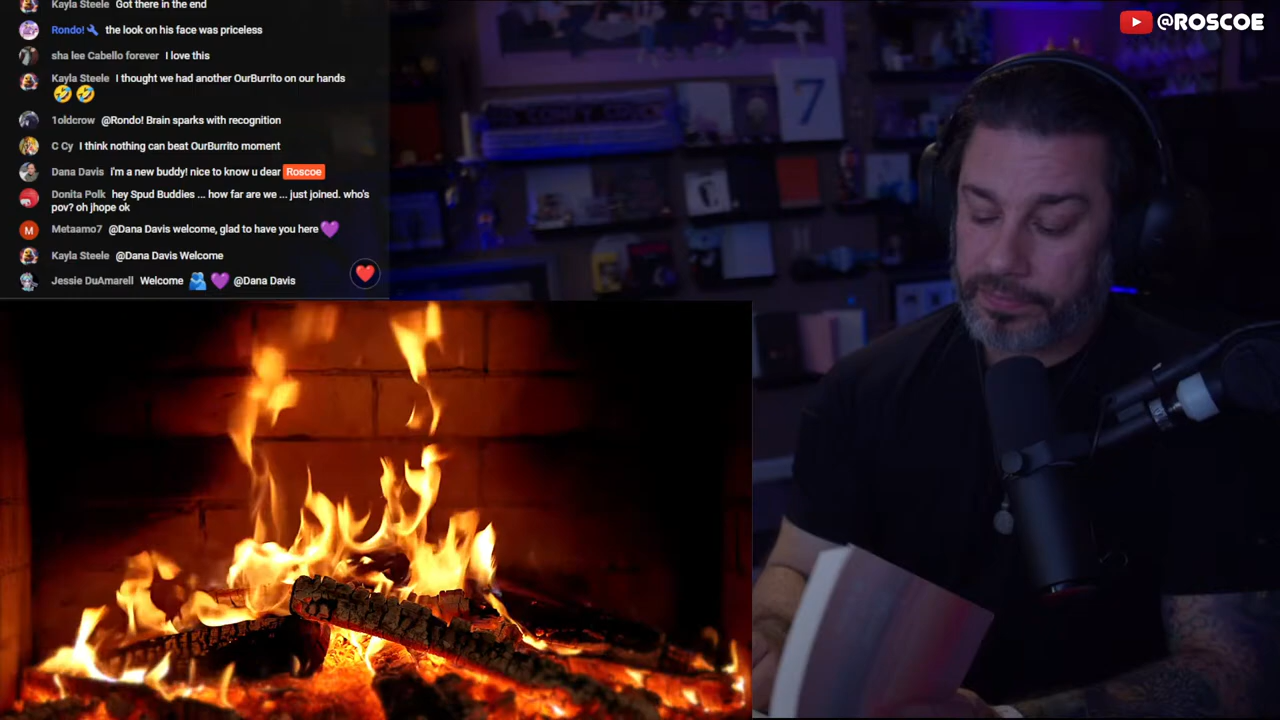 Kayla Steele Got there in the end
@ROSCOE
Rondo! the look on his face was priceless
sha lee Cabello forever I love this
Kayla Steele I thought we had another OurBurrito on our hands
🤣 🤣
1oldcrow @Rondo! Brain sparks with recognition
C Cy I think nothing can beat OurBurrito moment
Dana Davis i'm a new buddy! nice to know u dear Roscoe
Donita Polk hey Spud Buddies ... how far are we ... just joined. who's
pov? oh jhope ok
M Metaamo7 @Dana Davis welcome, glad to have you here 💜
Kayla Steele @Dana Davis Welcome
Jessie DuAmarell Welcome 🫂 💜 @Dana Davis
7